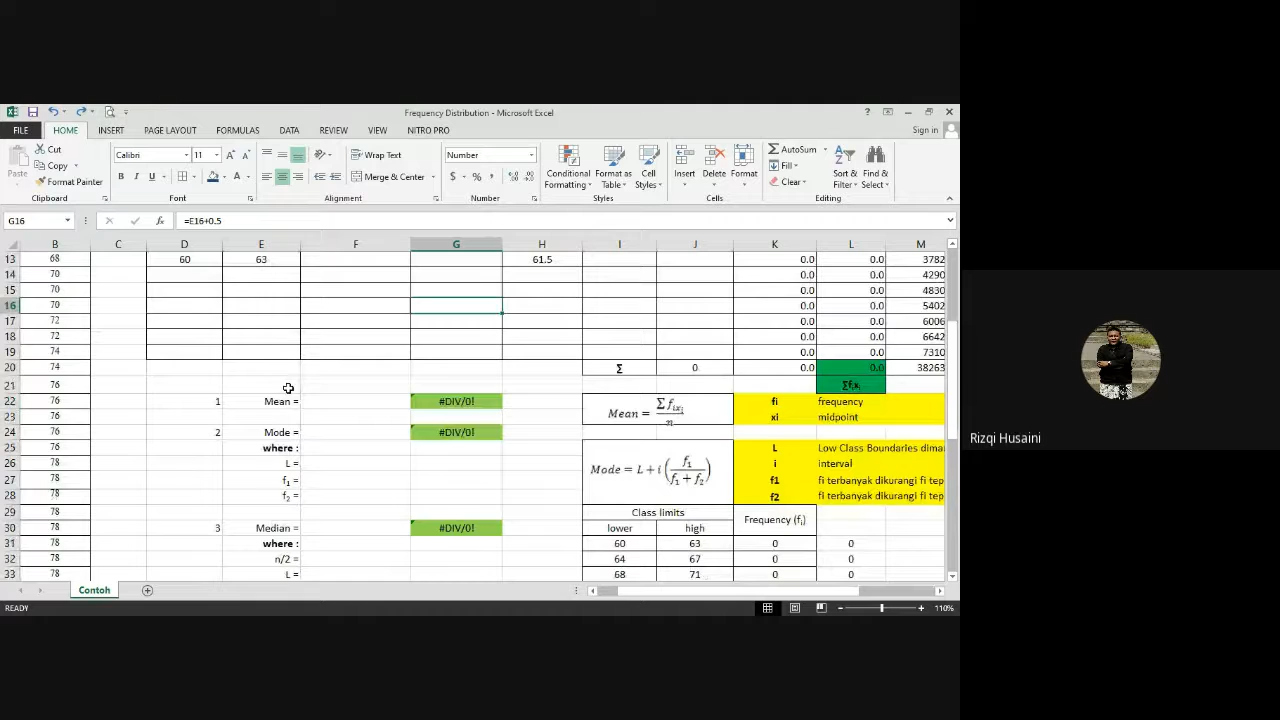 Frequency Distribution - Microsoft Excel
FILE HOME INSERT PAGE LAYOUT FORMULAS DATA REVIEW VIEW NITRO PRO Sign in
Paste Cut Copy Format Painter Clipboard
Calibri 11 B I U Font
Wrap Text Merge & Center Alignment
Number $ % , Number
Conditional Formatting Format as Table Cell Styles Styles
Insert Delete Format Cells
AutoSum Fill Clear Sort & Filter Find & Select Editing
G16 fx =E16+0.5
B C D E F G H I J K L M
13 68 60 63 61.5 0.0 0.0 3782
14 70 0.0 0.0 4290
15 70 0.0 0.0 4830
16 70 0.0 0.0 5402
17 72 0.0 0.0 6006
18 72 0.0 0.0 6642
19 74 0.0 0.0 7310
20 74 Σ 0 0.0 0.0 38263
21 76 Σfixi
22 76 1 Mean = #DIV/0! Mean = Σ fixi / n fi frequency
23 76 xi midpoint
24 76 2 Mode = #DIV/0!
25 76 where : L Low Class Boundaries dima
26 78 L = Mode = L + i (f1 / f1 + f2) i interval
27 78 f1 = f1 fi terbanyak dikurangi fi tep
28 78 f2 = f2 fi terbanyak dikurangi fi tep
29 78 Class limits Frequency (fi)
30 78 3 Median = #DIV/0! lower high
31 78 where : 60 63 0 0
32 78 n/2 = 64 67 0 0
33 78 L = 68 71 0 0
Contoh
READY 110%
Rizqi Husaini